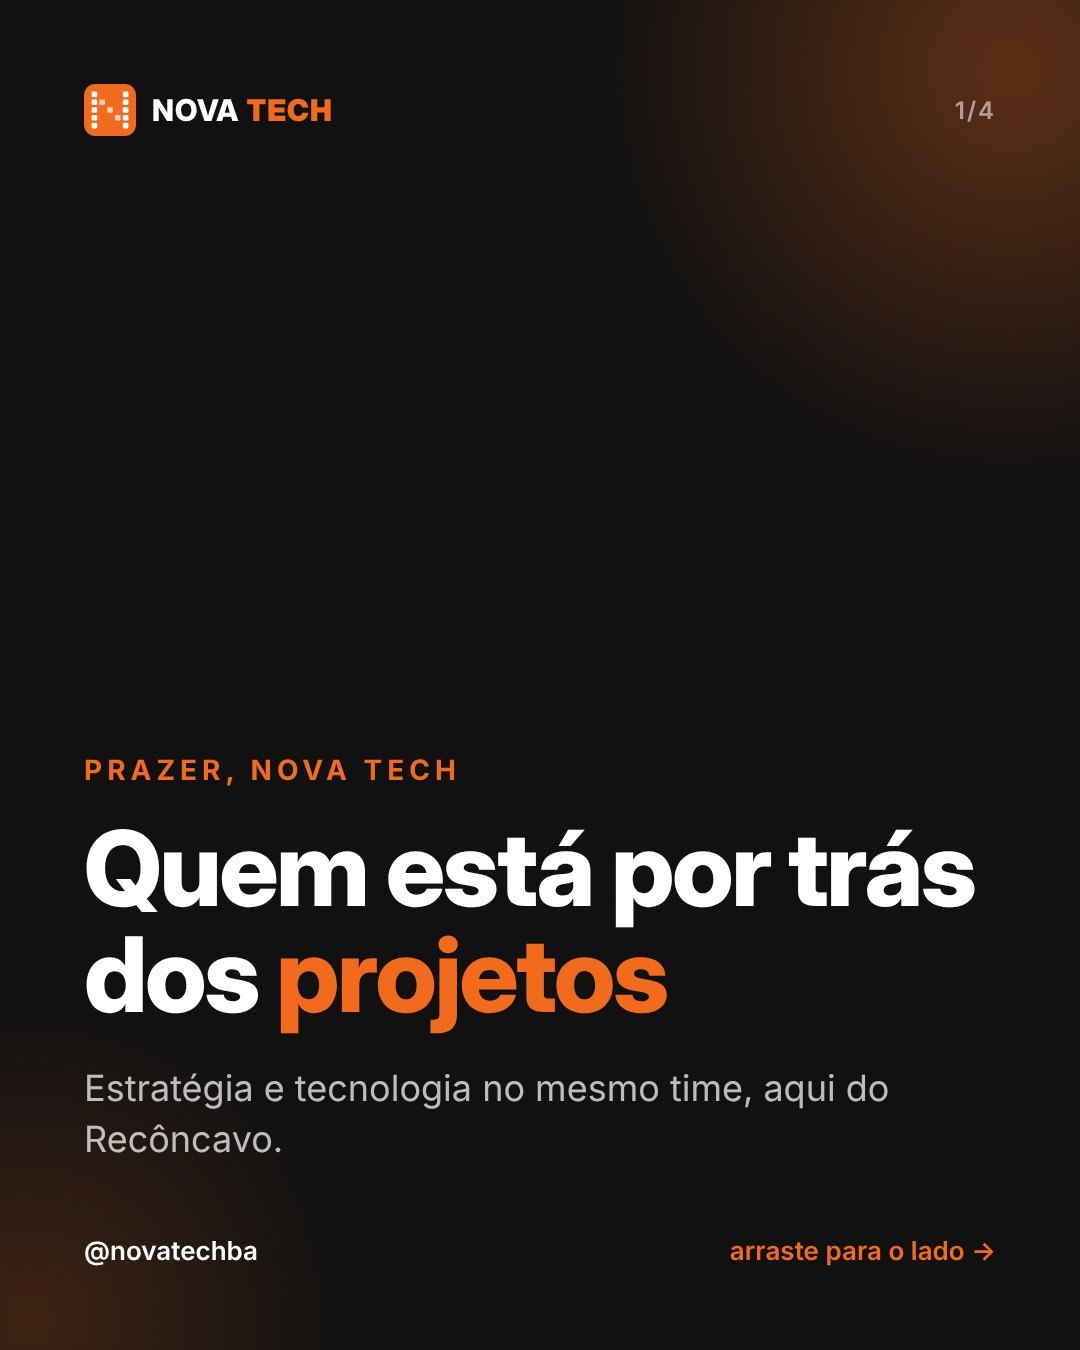 NOVA TECH
1/4
PRAZER, NOVA TECH
Quem está por trás
dos projetos
Estratégia e tecnologia no mesmo time, aqui do
Recôncavo.
@novatechba
arraste para o lado →